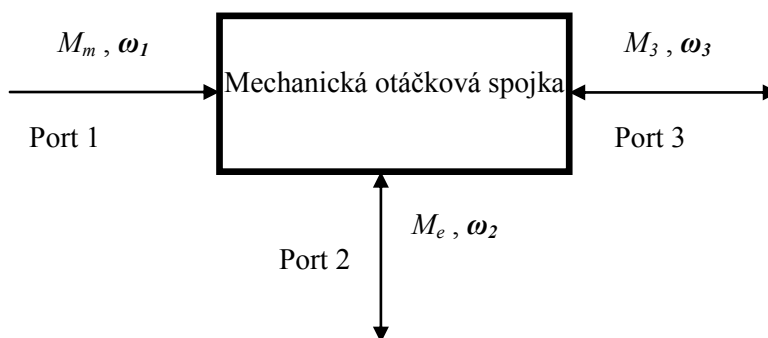 M_m , ω_1
M_3 , ω_3
Mechanická otáčková spojka
Port 1
Port 3
M_e , ω_2
Port 2